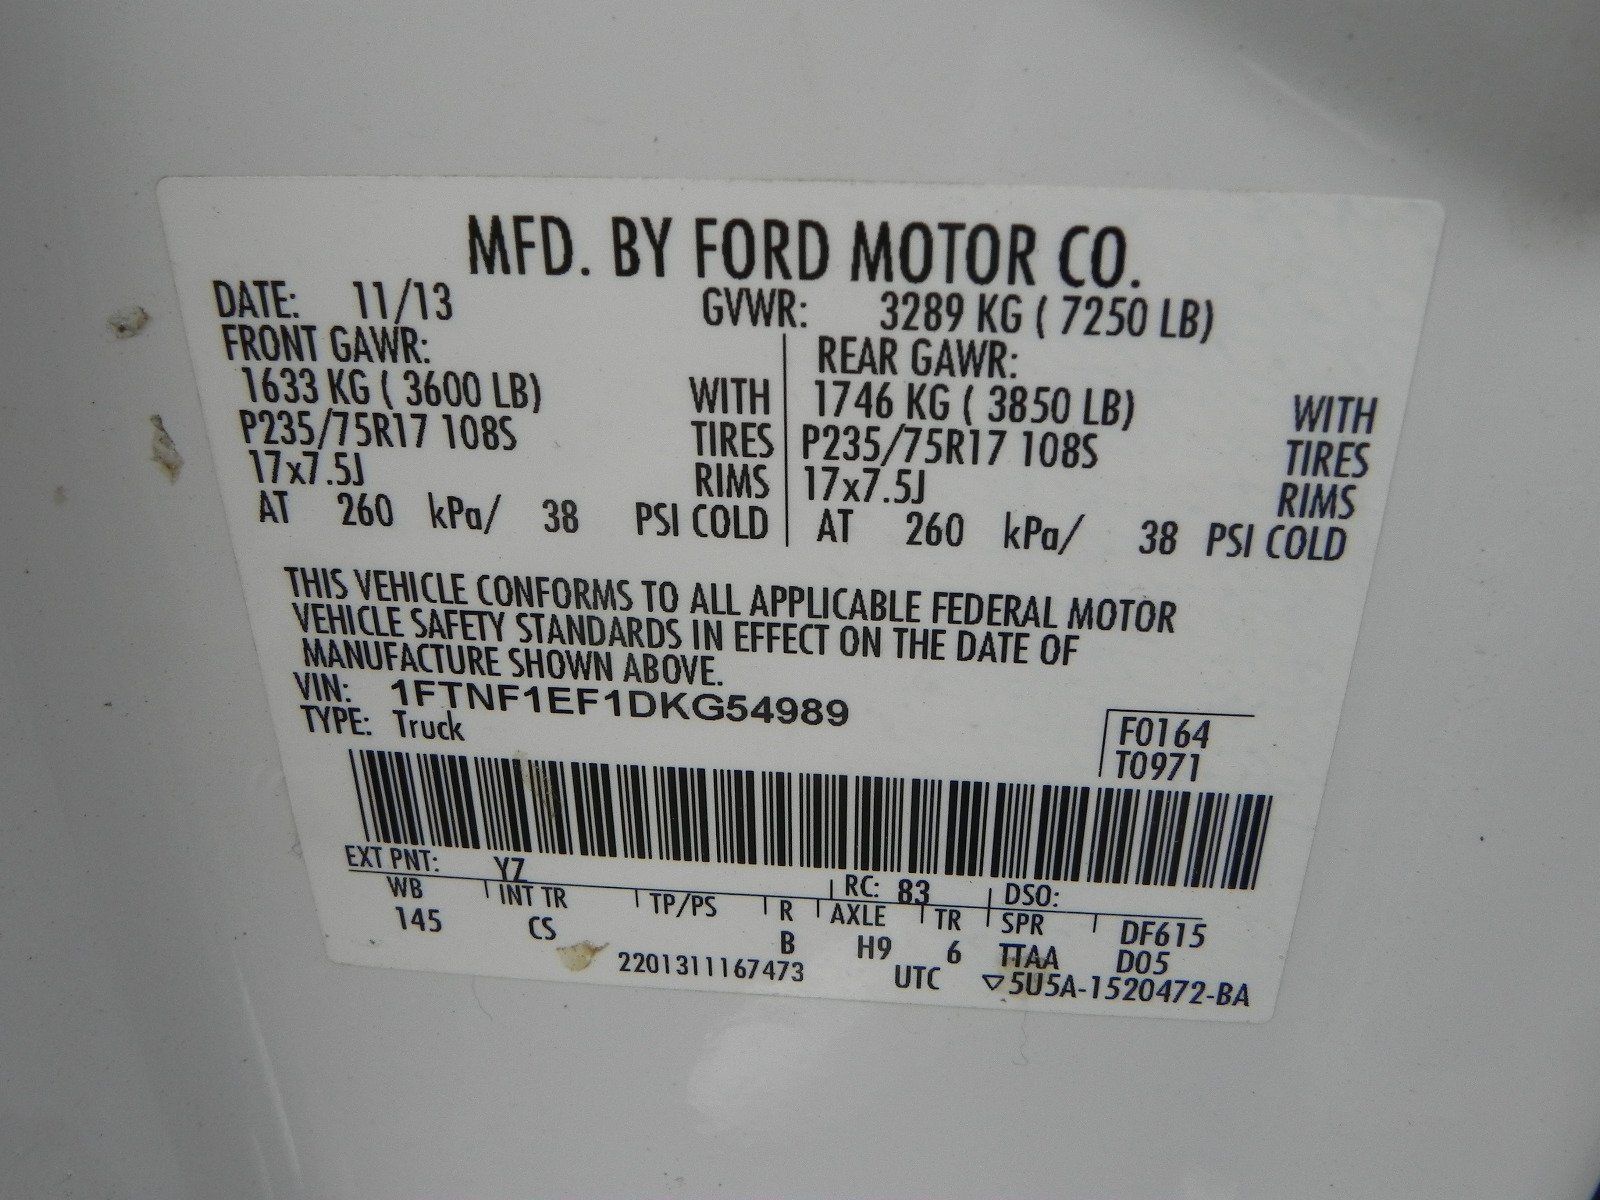 MFD. BY FORD MOTOR CO.
DATE: 11/13 GVWR: 3289 KG ( 7250 LB)
FRONT GAWR: REAR GAWR:
1633 KG ( 3600 LB) WITH 1746 KG ( 3850 LB) WITH
P235/75R17 108S TIRES P235/75R17 108S TIRES
17x7.5J RIMS 17x7.5J RIMS
AT 260 kPa/ 38 PSI COLD AT 260 kPa/ 38 PSI COLD
THIS VEHICLE CONFORMS TO ALL APPLICABLE FEDERAL MOTOR
VEHICLE SAFETY STANDARDS IN EFFECT ON THE DATE OF
MANUFACTURE SHOWN ABOVE.
VIN: 1FTNF1EF1DKG54989
TYPE: Truck
F0164
T0971
EXT PNT: YZ RC: 83 DSO:
WB INT TR TP/PS R AXLE TR SPR DF615
145 CS B H9 6 TTAA D05
2201311167473 UTC ▽5U5A-1520472-BA